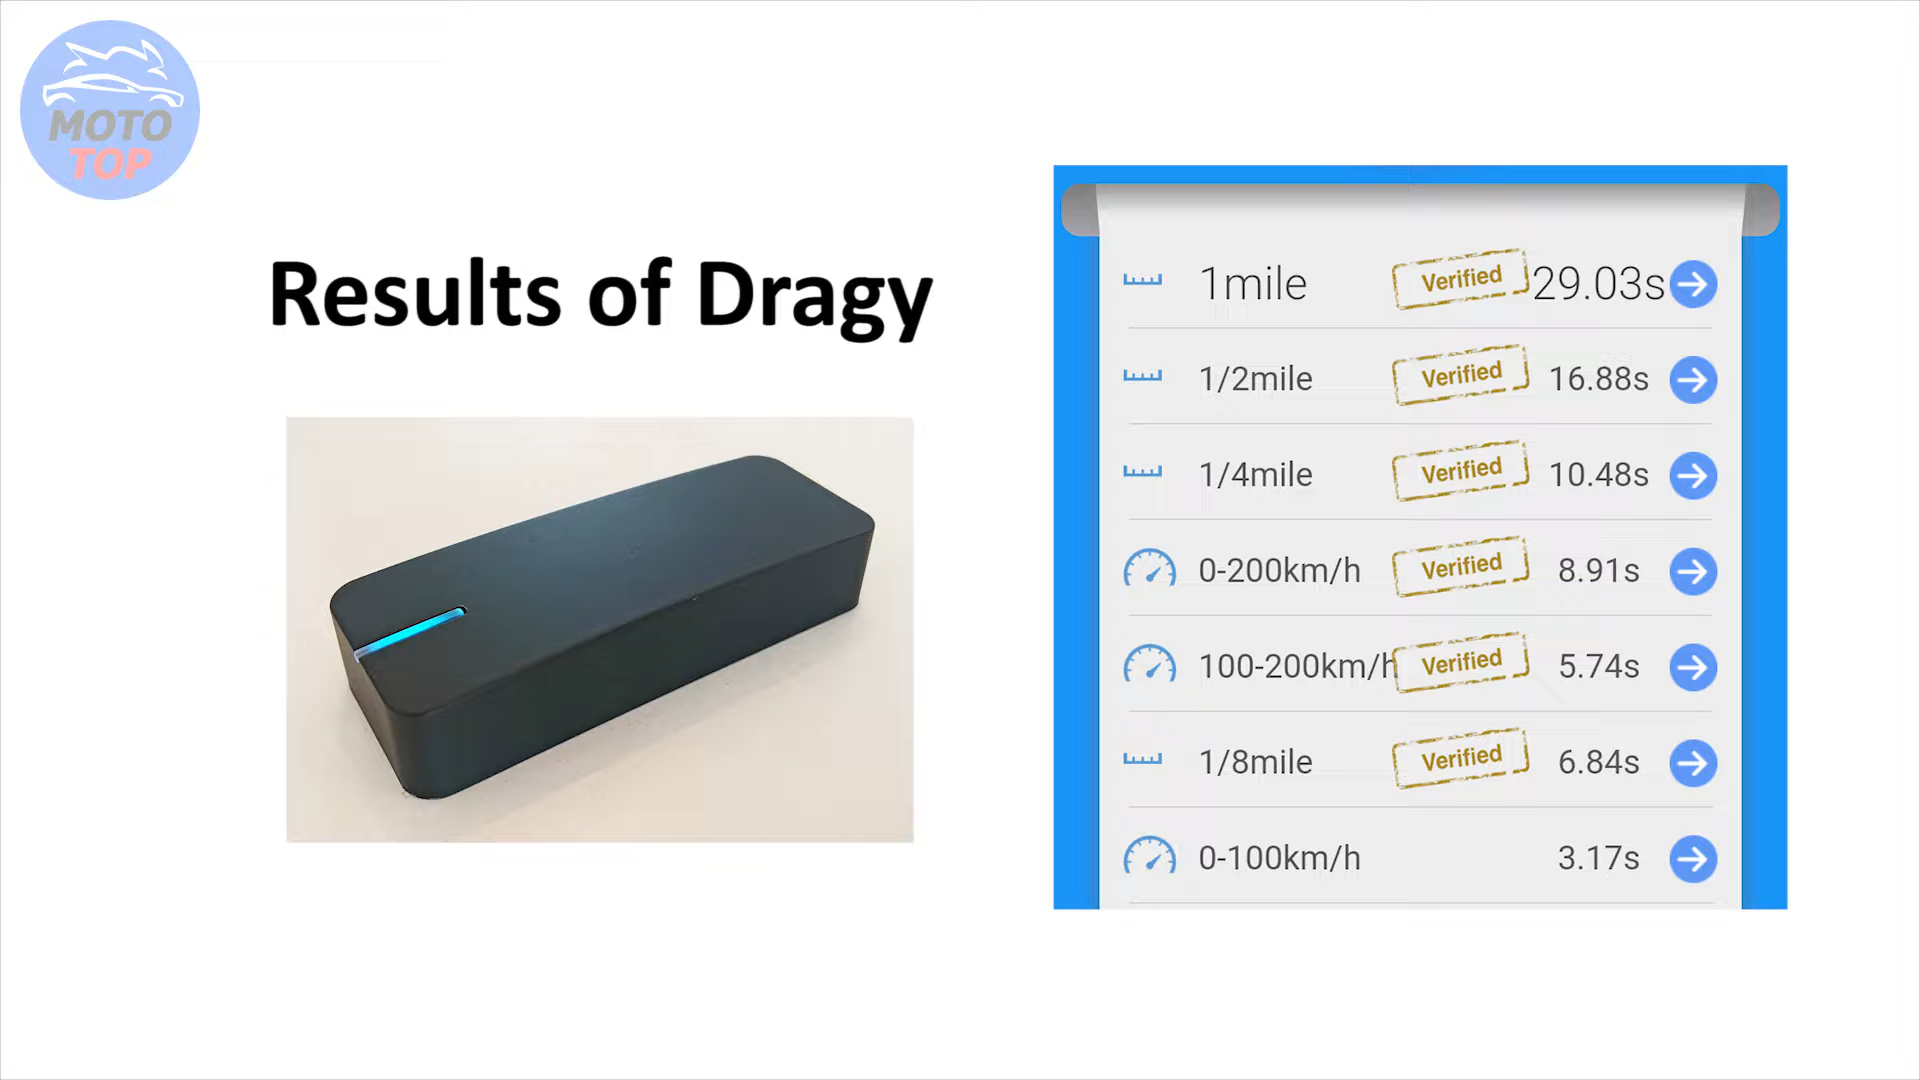 MOTO
TOP
Results of Dragy
1mile Verified 29.03s
1/2mile Verified 16.88s
1/4mile Verified 10.48s
0-200km/h Verified 8.91s
100-200km/h Verified 5.74s
1/8mile Verified 6.84s
0-100km/h 3.17s